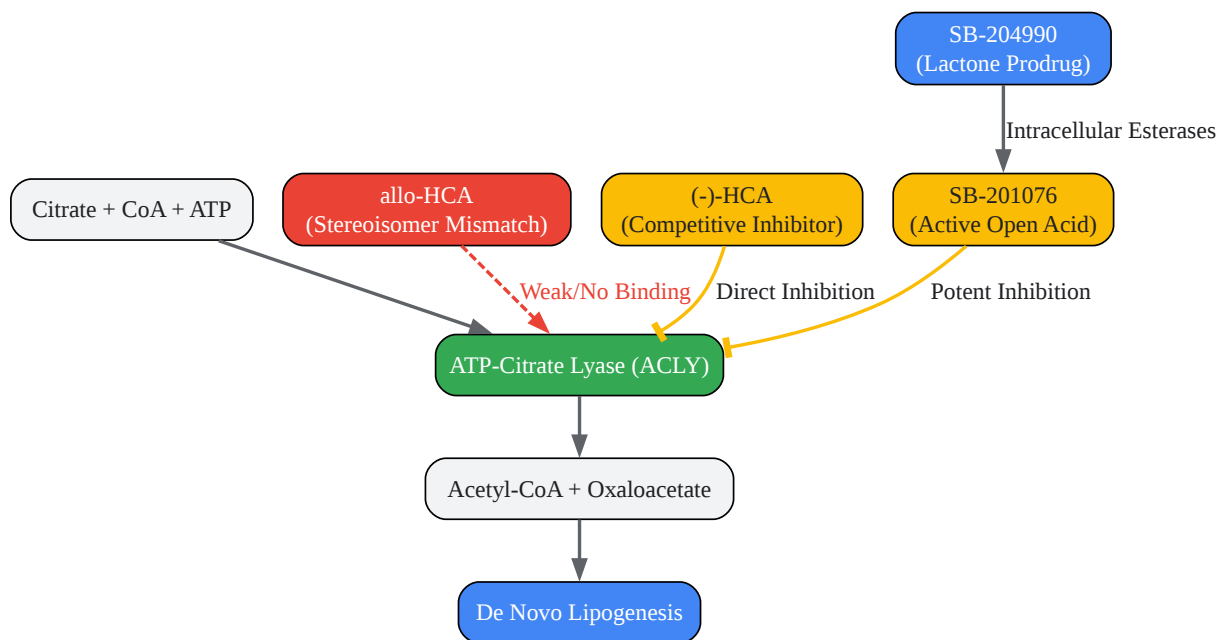 SB-204990
(Lactone Prodrug)
Intracellular Esterases
Citrate + CoA + ATP
allo-HCA
(Stereoisomer Mismatch)
(-)-HCA
(Competitive Inhibitor)
SB-201076
(Active Open Acid)
Weak/No Binding
Direct Inhibition
Potent Inhibition
ATP-Citrate Lyase (ACLY)
Acetyl-CoA + Oxaloacetate
De Novo Lipogenesis